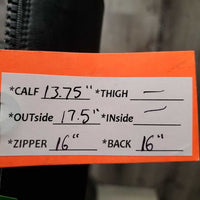 *CALF 13.75" *THIGH —
*OUTside 17.5" *INside —
*ZIPPER 16" *BACK 16"